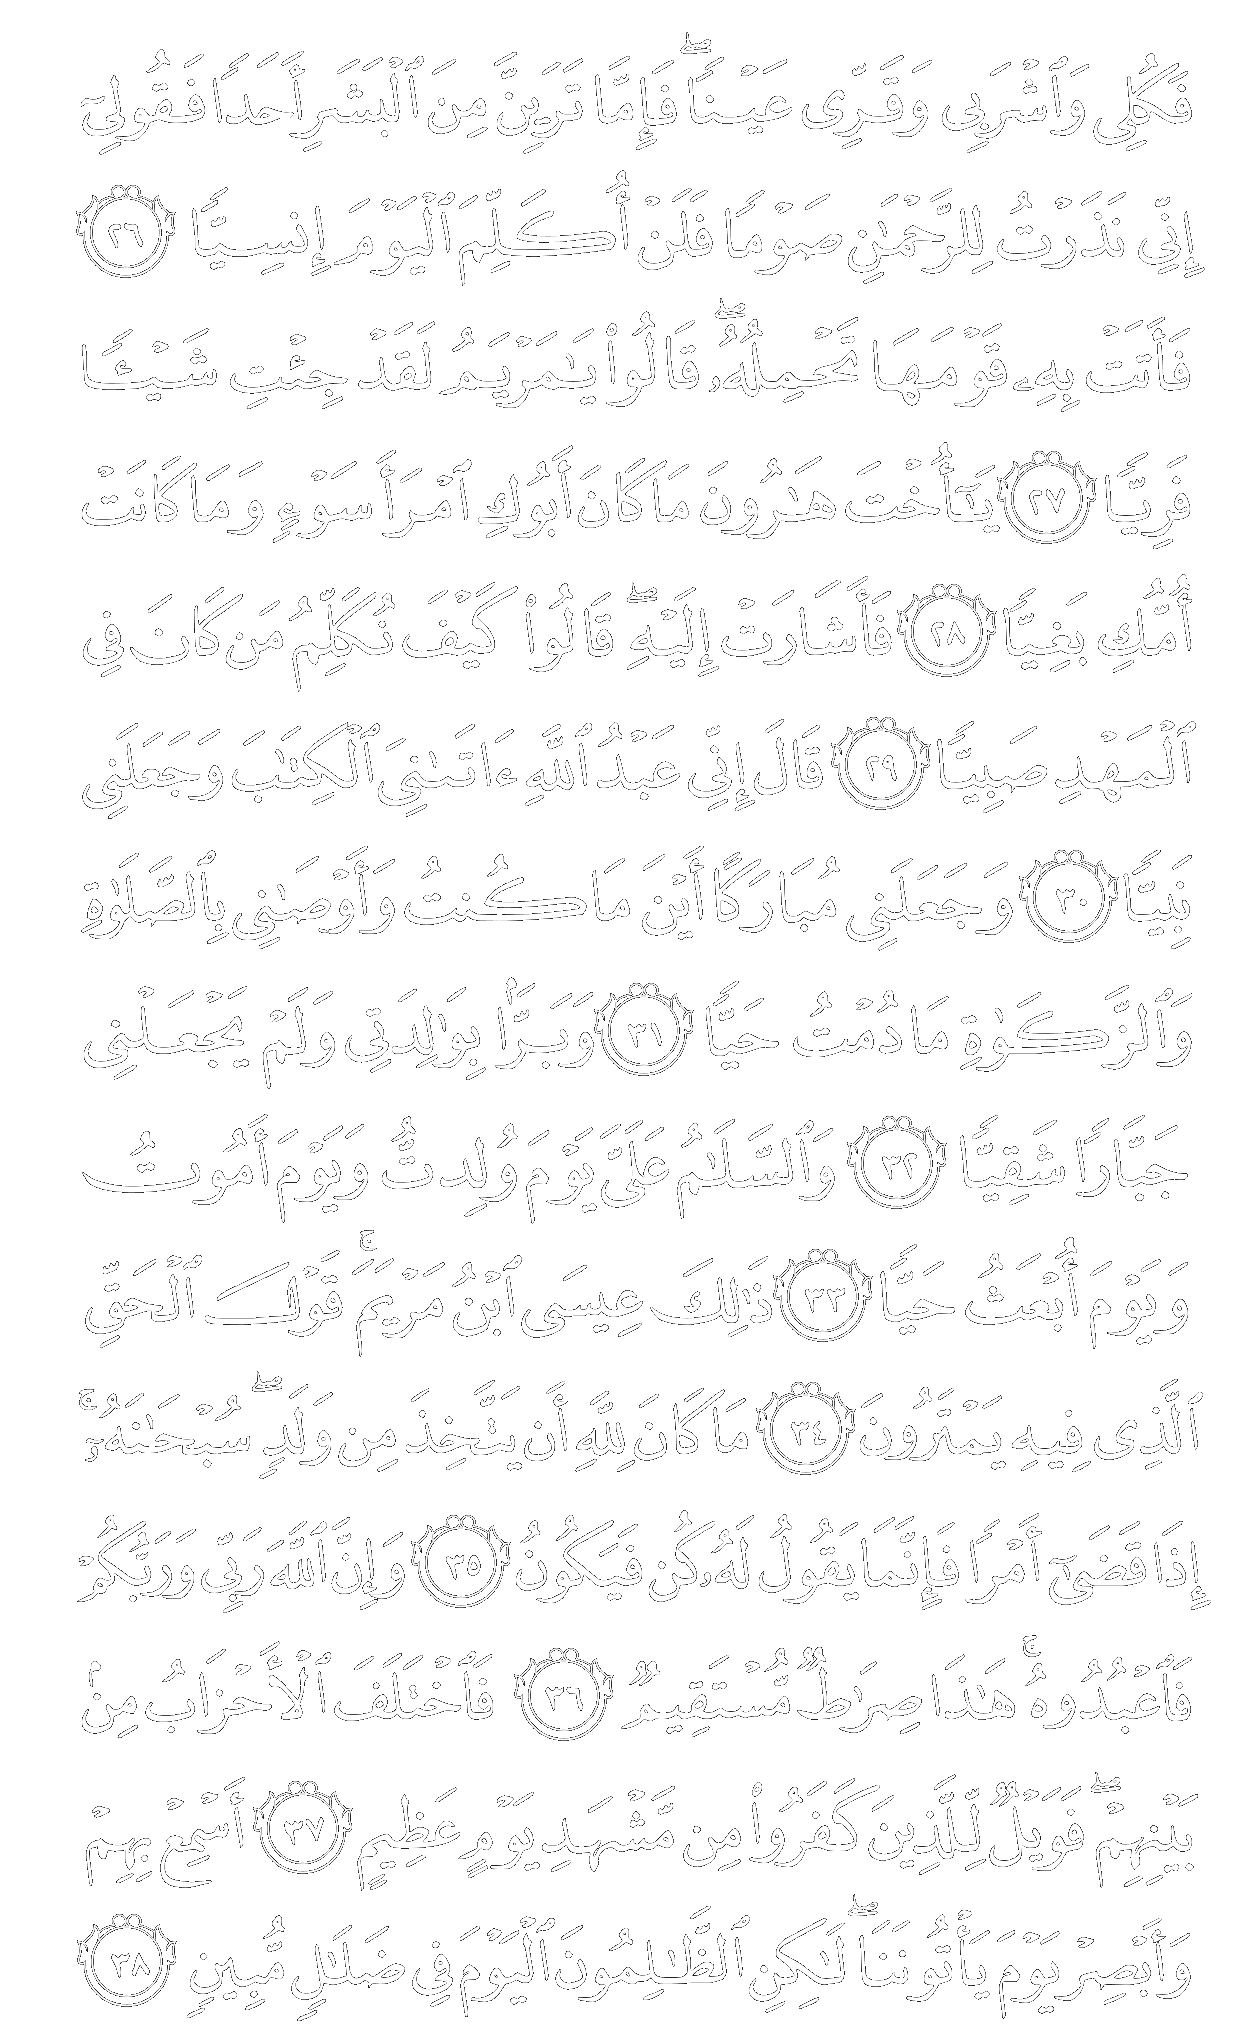 فَكُلِى وَٱشْرَبِى وَقَرِّى عَيْنًاۖ فَإِمَّا تَرَيِنَّ مِنَ ٱلْبَشَرِ أَحَدًا فَقُولِىٓ
إِنِّى نَذَرْتُ لِلرَّحْمَٰنِ صَوْمًا فَلَنْ أُكَلِّمَ ٱلْيَوْمَ إِنسِيًّا ٢٦
فَأَتَتْ بِهِۦ قَوْمَهَا تَحْمِلُهُۥۖ قَالُوا۟ يَٰمَرْيَمُ لَقَدْ جِئْتِ شَيْـًٔا
فَرِيًّا ٢٧ يَٰٓأُخْتَ هَٰرُونَ مَا كَانَ أَبُوكِ ٱمْرَأَ سَوْءٍ وَمَا كَانَتْ
أُمُّكِ بَغِيًّا ٢٨ فَأَشَارَتْ إِلَيْهِۖ قَالُوا۟ كَيْفَ نُكَلِّمُ مَن كَانَ فِى
ٱلْمَهْدِ صَبِيًّا ٢٩ قَالَ إِنِّى عَبْدُ ٱللَّهِ ءَاتَىٰنِىَ ٱلْكِتَٰبَ وَجَعَلَنِى
نَبِيًّا ٣٠ وَجَعَلَنِى مُبَارَكًا أَيْنَ مَا كُنتُ وَأَوْصَٰنِى بِٱلصَّلَوٰةِ
وَٱلزَّكَوٰةِ مَا دُمْتُ حَيًّا ٣١ وَبَرًّۢا بِوَٰلِدَتِى وَلَمْ يَجْعَلْنِى
جَبَّارًا شَقِيًّا ٣٢ وَٱلسَّلَٰمُ عَلَىَّ يَوْمَ وُلِدتُّ وَيَوْمَ أَمُوتُ
وَيَوْمَ أُبْعَثُ حَيًّا ٣٣ ذَٰلِكَ عِيسَى ٱبْنُ مَرْيَمَۚ قَوْلَ ٱلْحَقِّ
ٱلَّذِى فِيهِ يَمْتَرُونَ ٣٤ مَا كَانَ لِلَّهِ أَن يَتَّخِذَ مِن وَلَدٍۖ سُبْحَٰنَهُۥٓۚ
إِذَا قَضَىٰٓ أَمْرًا فَإِنَّمَا يَقُولُ لَهُۥ كُن فَيَكُونُ ٣٥ وَإِنَّ ٱللَّهَ رَبِّى وَرَبُّكُمْ
فَٱعْبُدُوهُۚ هَٰذَا صِرَٰطٌ مُّسْتَقِيمٌ ٣٦ فَٱخْتَلَفَ ٱلْأَحْزَابُ مِنۢ
بَيْنِهِمْۖ فَوَيْلٌ لِّلَّذِينَ كَفَرُوا۟ مِن مَّشْهَدِ يَوْمٍ عَظِيمٍ ٣٧ أَسْمِعْ بِهِمْ
وَأَبْصِرْ يَوْمَ يَأْتُونَنَاۖ لَٰكِنِ ٱلظَّٰلِمُونَ ٱلْيَوْمَ فِى ضَلَٰلٍ مُّبِينٍ ٣٨